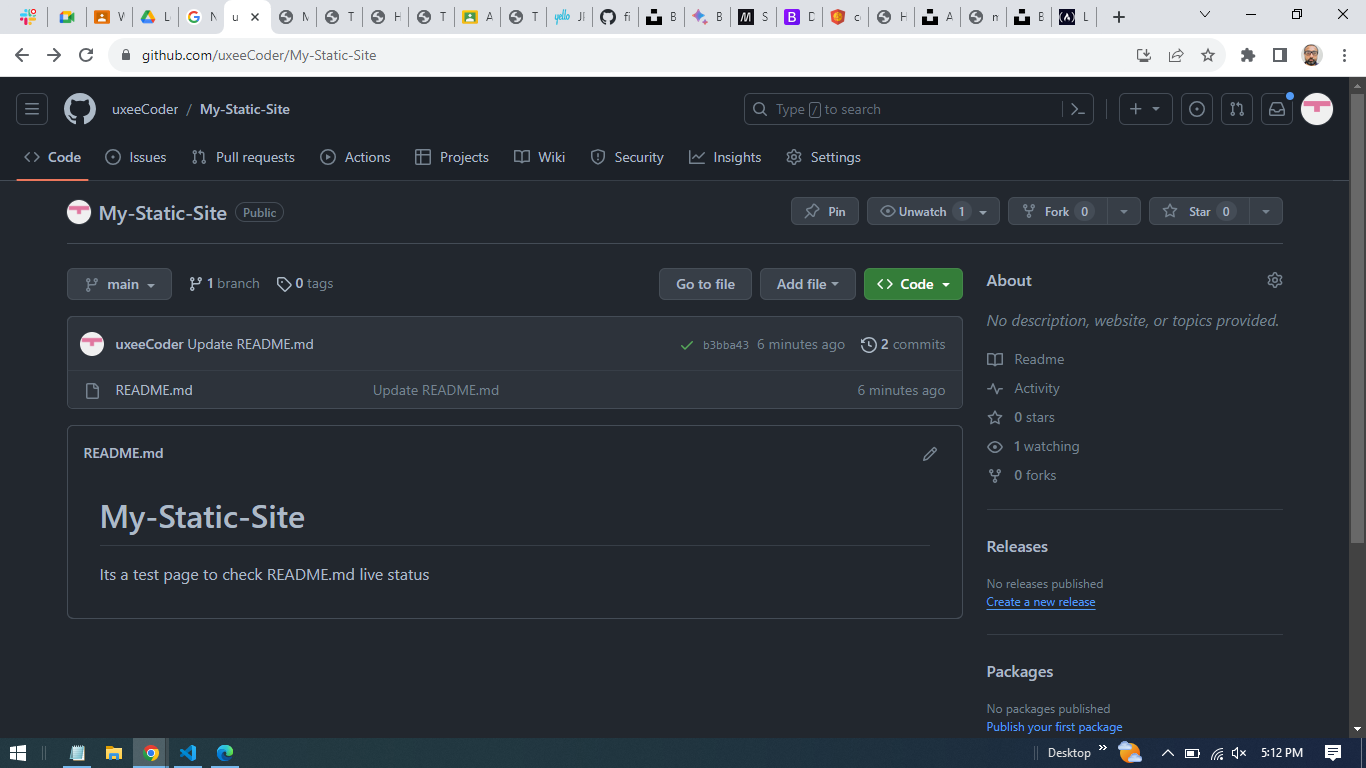 github.com/uxeeCoder/My-Static-Site
uxeeCoder / My-Static-Site
Type / to search
Code Issues Pull requests Actions Projects Wiki Security Insights Settings
My-Static-Site Public
Pin Unwatch 1 Fork 0 Star 0
main 1 branch 0 tags Go to file Add file Code
About
No description, website, or topics provided.
uxeeCoder Update README.md b3bba43 6 minutes ago 2 commits
README.md Update README.md 6 minutes ago
Readme
Activity
0 stars
1 watching
0 forks
README.md
My-Static-Site
Its a test page to check README.md live status
Releases
No releases published
Create a new release
Packages
No packages published
Publish your first package
Desktop 5:12 PM